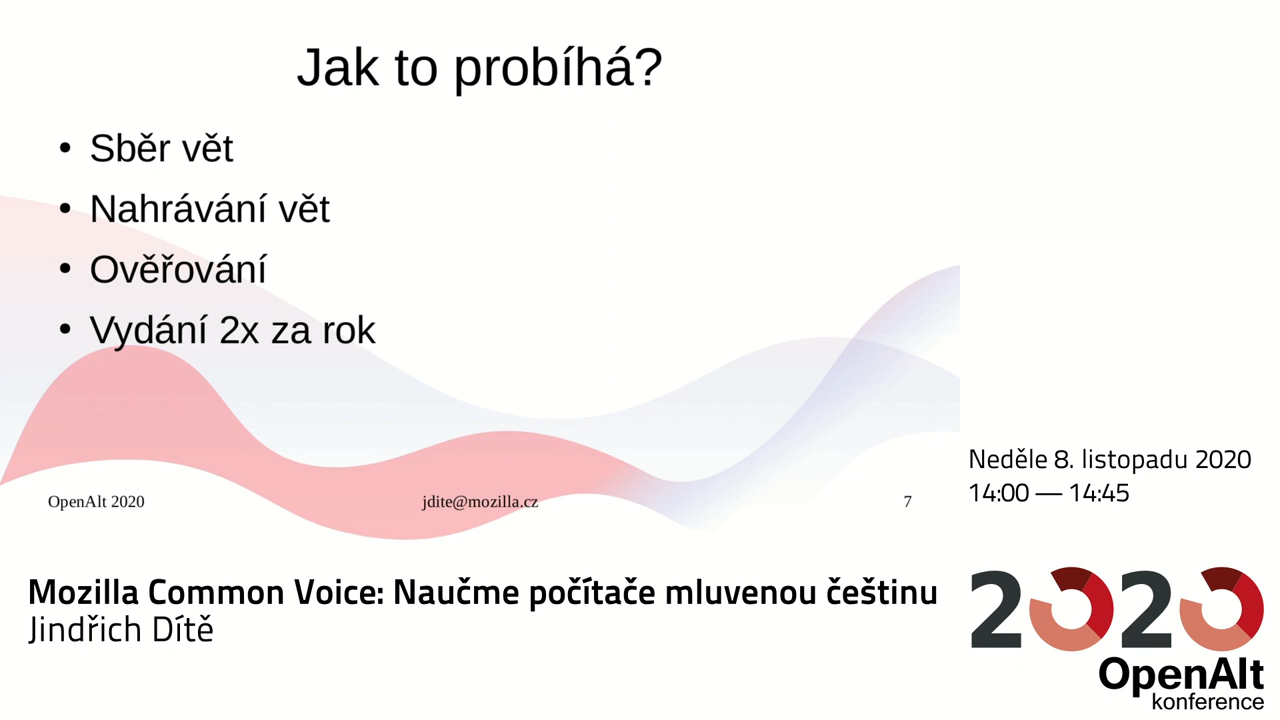 Jak to probíhá?
• Sběr vět
• Nahrávání vět
• Ověřování
• Vydání 2x za rok
OpenAlt 2020
jdite@mozilla.cz
7
Neděle 8. listopadu 2020
14:00 — 14:45
Mozilla Common Voice: Naučme počítače mluvenou češtinu
Jindřich Dítě
2020
OpenAlt
konference